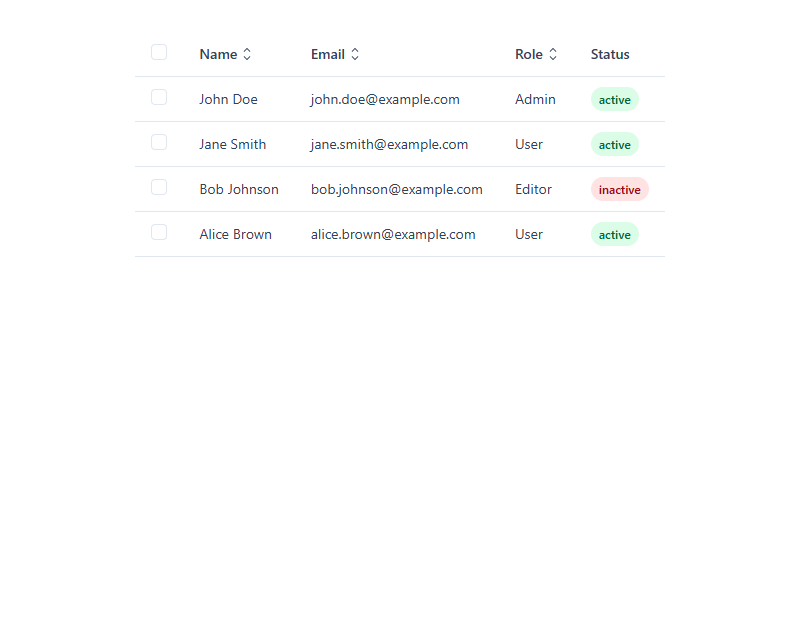 Name Email Role Status
John Doe john.doe@example.com Admin active
Jane Smith jane.smith@example.com User active
Bob Johnson bob.johnson@example.com Editor inactive
Alice Brown alice.brown@example.com User active